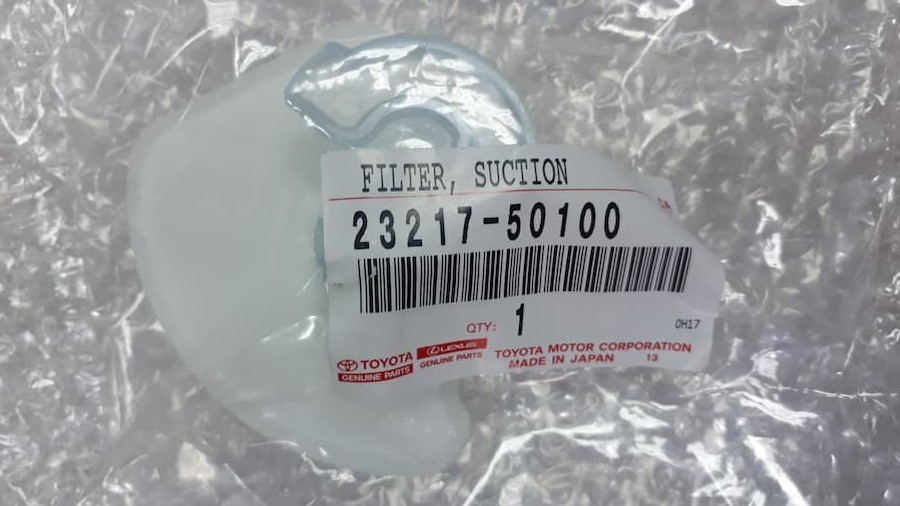 FILTER, SUCTION
23217-50100
QTY: 1
0H17
TOYOTA
GENUINE PARTS
LEXUS
GENUINE PARTS
TOYOTA MOTOR CORPORATION
MADE IN JAPAN 13